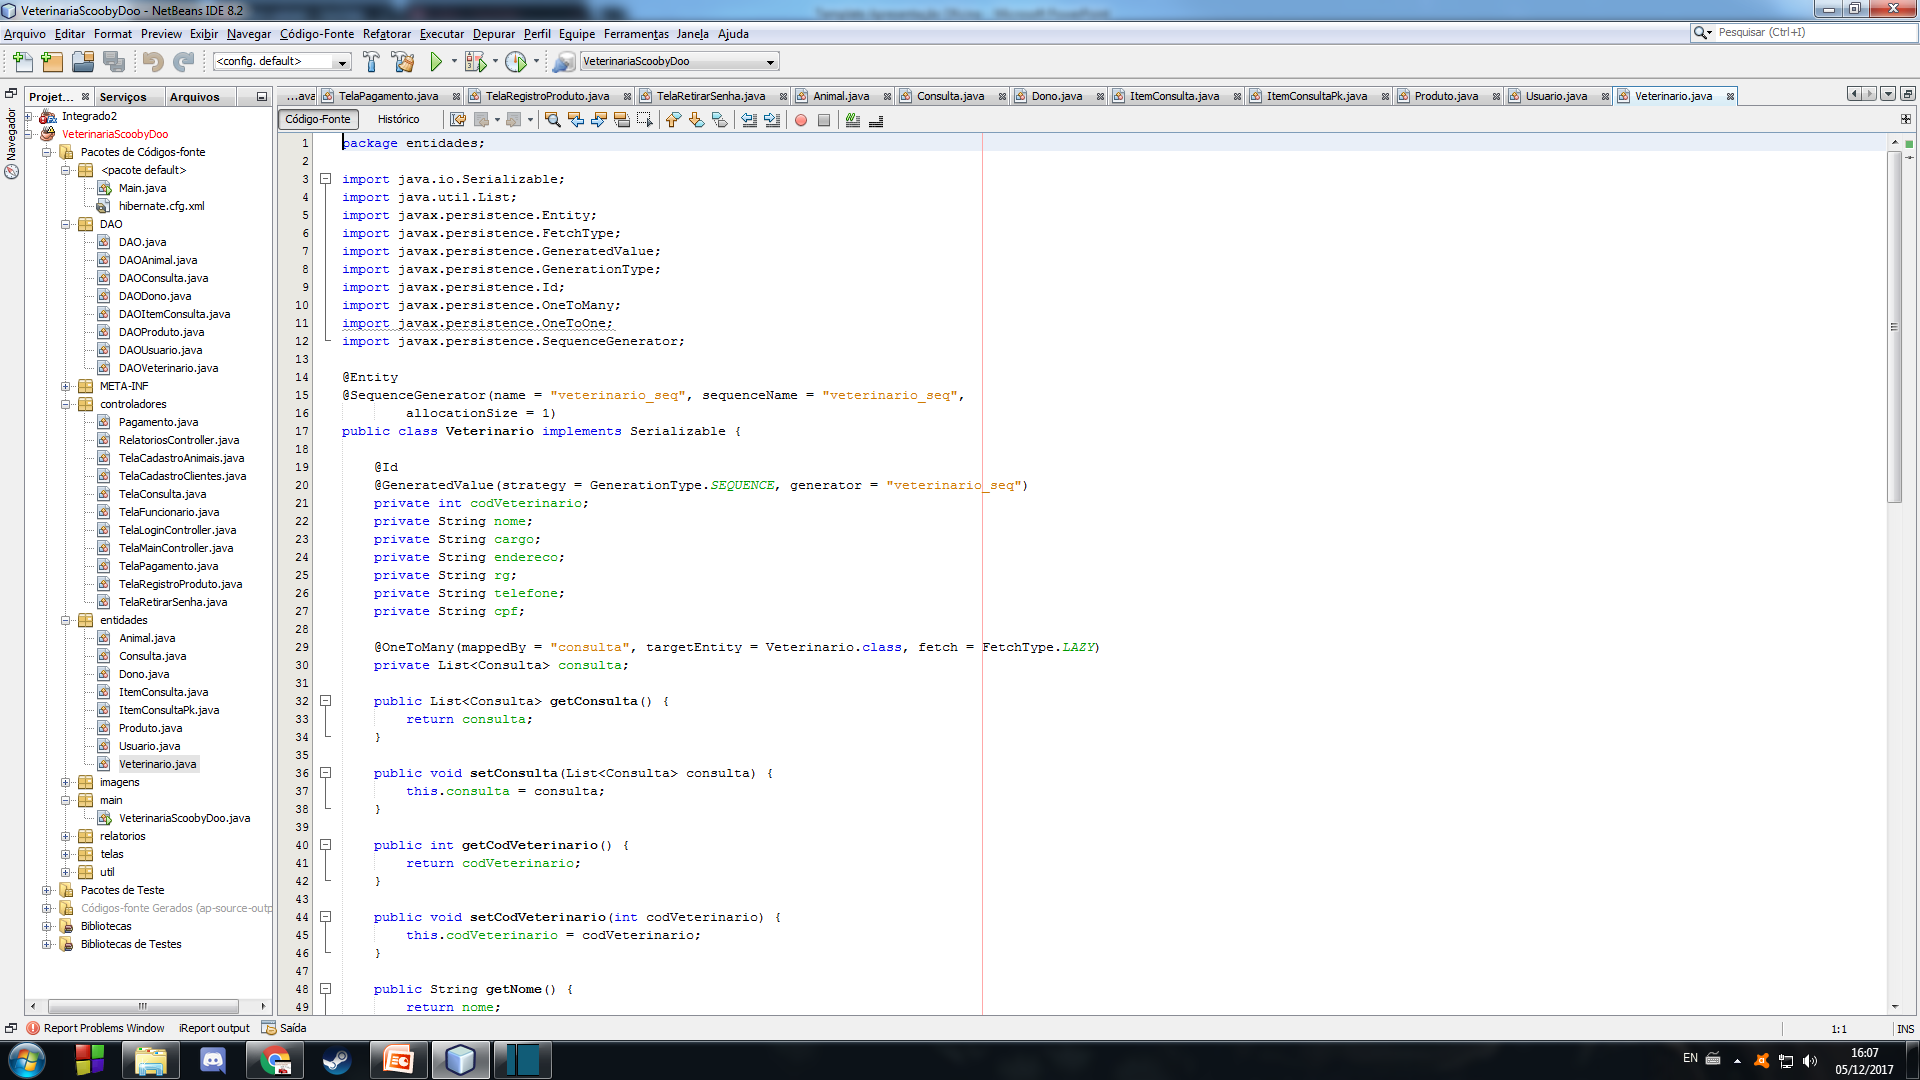 VeterinariaScoobyDoo - NetBeans IDE 8.2
Arquivo Editar Format Preview Exibir Navegar Código-Fonte Refatorar Executar Depurar Perfil Equipe Ferramentas Janela Ajuda
Pesquisar (Ctrl+I)
<config. default>
VeterinariaScoobyDoo
Projet... Serviços Arquivos
...ava TelaPagamento.java TelaRegistroProduto.java TelaRetirarSenha.java Animal.java Consulta.java Dono.java ItemConsulta.java ItemConsultaPk.java Produto.java Usuario.java Veterinario.java
Código-Fonte Histórico
Navegador
Integrado2
VeterinariaScoobyDoo
Pacotes de Códigos-fonte
<pacote default>
Main.java
hibernate.cfg.xml
DAO
DAO.java
DAOAnimal.java
DAOConsulta.java
DAODono.java
DAOItemConsulta.java
DAOProduto.java
DAOUsuario.java
DAOVeterinario.java
META-INF
controladores
Pagamento.java
RelatoriosController.java
TelaCadastroAnimais.java
TelaCadastroClientes.java
TelaConsulta.java
TelaFuncionario.java
TelaLoginController.java
TelaMainController.java
TelaPagamento.java
TelaRegistroProduto.java
TelaRetirarSenha.java
entidades
Animal.java
Consulta.java
Dono.java
ItemConsulta.java
ItemConsultaPk.java
Produto.java
Usuario.java
Veterinario.java
imagens
main
VeterinariaScoobyDoo.java
relatorios
telas
util
Pacotes de Teste
Códigos-fonte Gerados (ap-source-outp
Bibliotecas
Bibliotecas de Testes
1 package entidades;
2
3 import java.io.Serializable;
4 import java.util.List;
5 import javax.persistence.Entity;
6 import javax.persistence.FetchType;
7 import javax.persistence.GeneratedValue;
8 import javax.persistence.GenerationType;
9 import javax.persistence.Id;
10 import javax.persistence.OneToMany;
11 import javax.persistence.OneToOne;
12 import javax.persistence.SequenceGenerator;
13
14 @Entity
15 @SequenceGenerator(name = "veterinario_seq", sequenceName = "veterinario_seq",
16 allocationSize = 1)
17 public class Veterinario implements Serializable {
18
19 @Id
20 @GeneratedValue(strategy = GenerationType.SEQUENCE, generator = "veterinario_seq")
21 private int codVeterinario;
22 private String nome;
23 private String cargo;
24 private String endereco;
25 private String rg;
26 private String telefone;
27 private String cpf;
28
29 @OneToMany(mappedBy = "consulta", targetEntity = Veterinario.class, fetch = FetchType.LAZY)
30 private List<Consulta> consulta;
31
32 public List<Consulta> getConsulta() {
33 return consulta;
34 }
35
36 public void setConsulta(List<Consulta> consulta) {
37 this.consulta = consulta;
38 }
39
40 public int getCodVeterinario() {
41 return codVeterinario;
42 }
43
44 public void setCodVeterinario(int codVeterinario) {
45 this.codVeterinario = codVeterinario;
46 }
47
48 public String getNome() {
49 return nome;
Report Problems Window iReport output Saída
1:1 INS
EN
16:07
05/12/2017